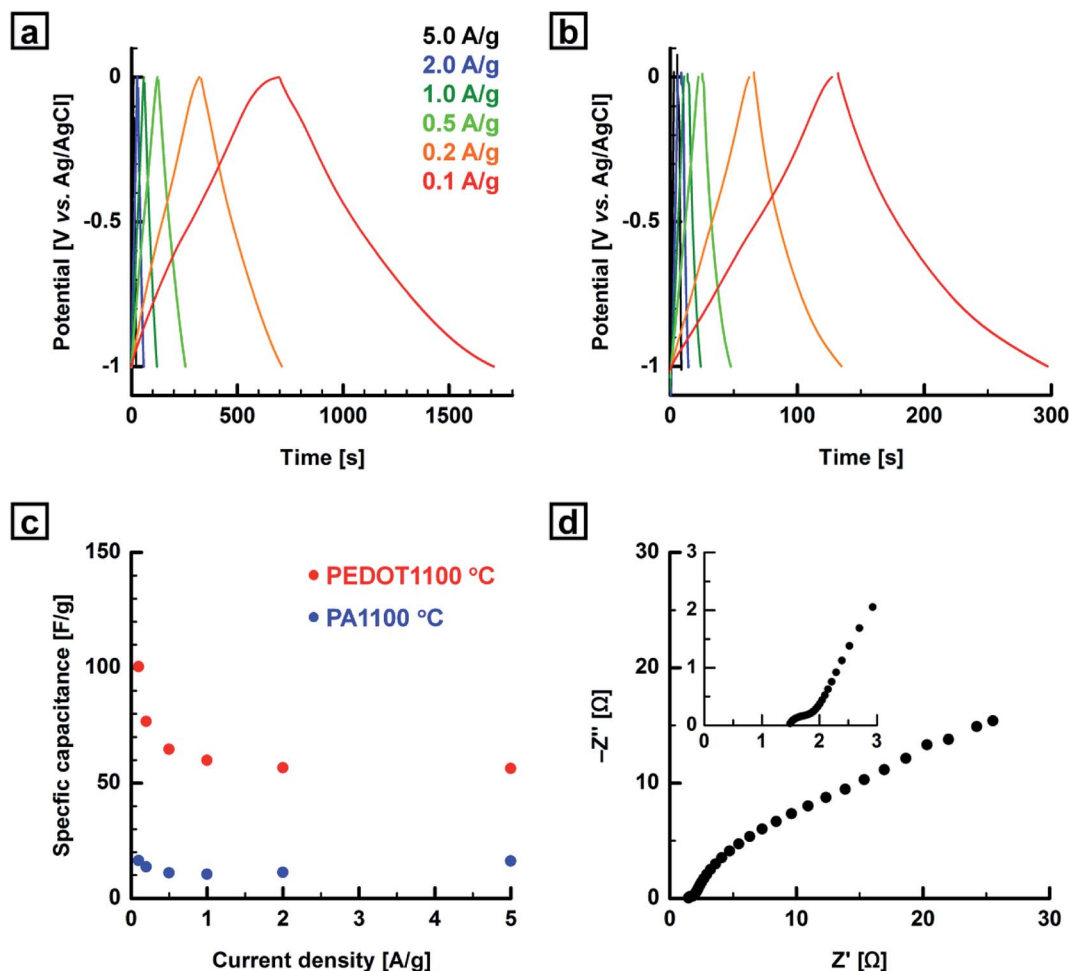 a
5.0 A/g
2.0 A/g
1.0 A/g
0.5 A/g
0.2 A/g
0.1 A/g
0
-0.5
-1
Potential [V vs. Ag/AgCl]
0 500 1000 1500
Time [s]
b
0
-0.5
-1
Potential [V vs. Ag/AgCl]
0 100 200 300
Time [s]
c
150
100
50
0
Specfic capacitance [F/g]
PEDOT1100 °C
PA1100 °C
0 1 2 3 4 5
Current density [A/g]
d
30
20
10
0
–Z'' [Ω]
3
2
1
0
0 1 2 3
0 10 20 30
Z' [Ω]